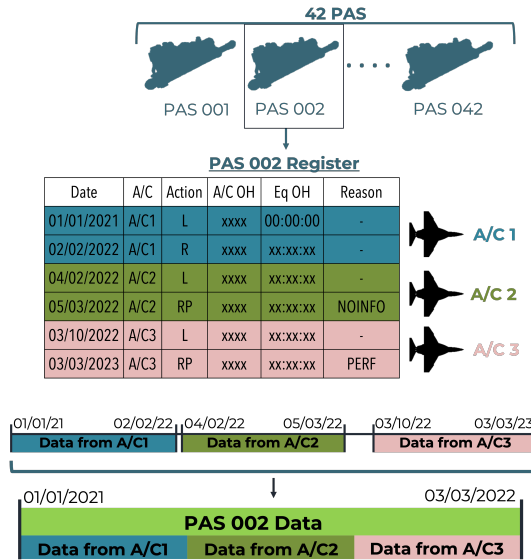 42 PAS
PAS 001 PAS 002 PAS 042
PAS 002 Register
Date A/C Action A/C OH Eq OH Reason
01/01/2021 A/C1 L xxxx 00:00:00 -
02/02/2022 A/C1 R xxxx xx:xx:xx -
04/02/2022 A/C2 L xxxx xx:xx:xx -
05/03/2022 A/C2 RP xxxx xx:xx:xx NOINFO
03/10/2022 A/C3 L xxxx xx:xx:xx -
03/03/2023 A/C3 RP xxxx xx:xx:xx PERF
A/C 1
A/C 2
A/C 3
01/01/21 02/02/22 04/02/22 05/03/22 03/10/22 03/03/23
Data from A/C1 Data from A/C2 Data from A/C3
01/01/2021 03/03/2022
PAS 002 Data
Data from A/C1 Data from A/C2 Data from A/C3